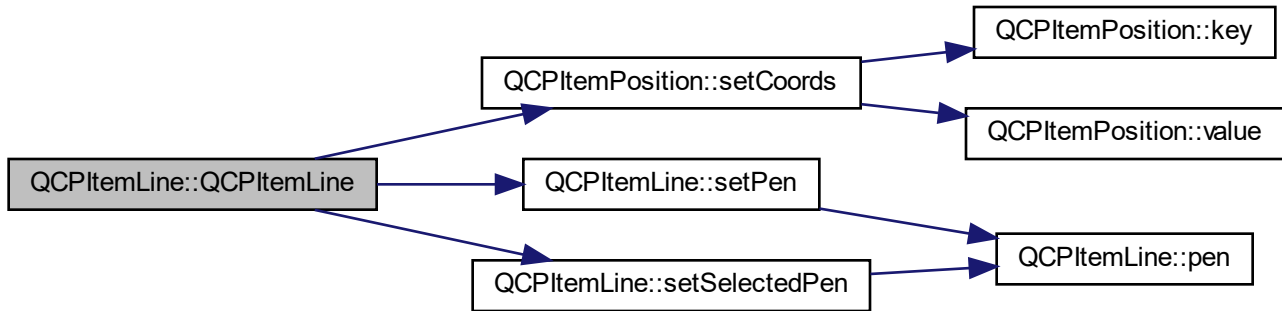 QCPItemPosition::key
QCPItemPosition::setCoords
QCPItemPosition::value
QCPItemLine::QCPItemLine
QCPItemLine::setPen
QCPItemLine::pen
QCPItemLine::setSelectedPen